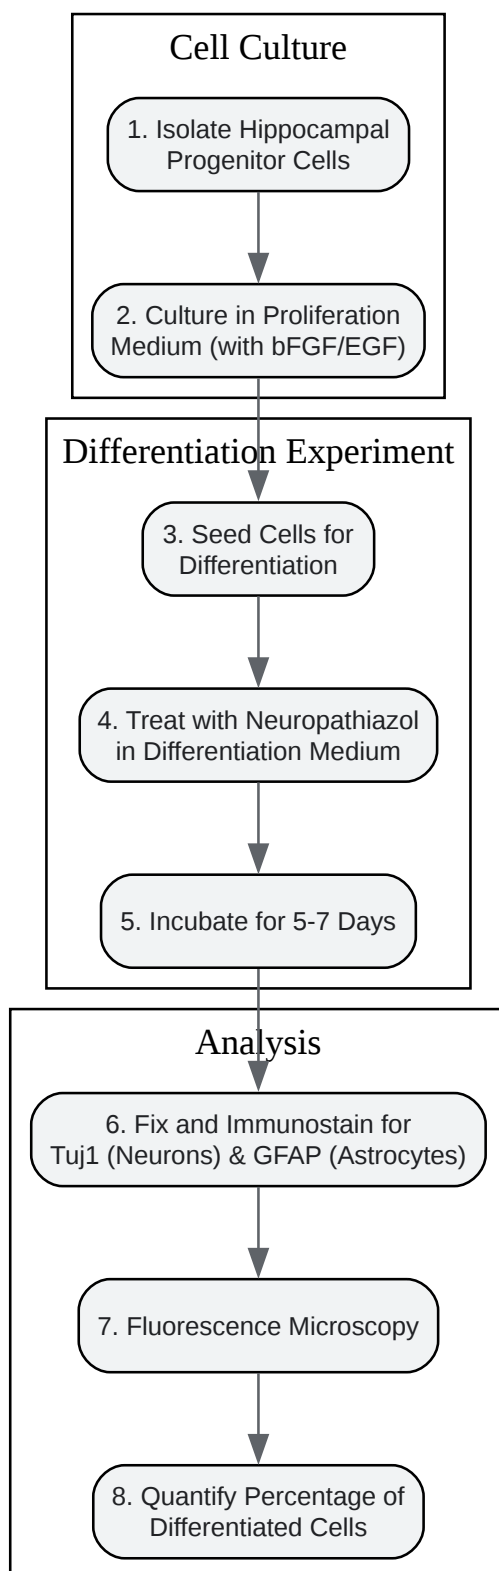 Cell Culture
1. Isolate Hippocampal
Progenitor Cells
2. Culture in Proliferation
Medium (with bFGF/EGF)
Differentiation Experiment
3. Seed Cells for
Differentiation
4. Treat with Neuropathiazol
in Differentiation Medium
5. Incubate for 5-7 Days
Analysis
6. Fix and Immunostain for
Tuj1 (Neurons) & GFAP (Astrocytes)
7. Fluorescence Microscopy
8. Quantify Percentage of
Differentiated Cells